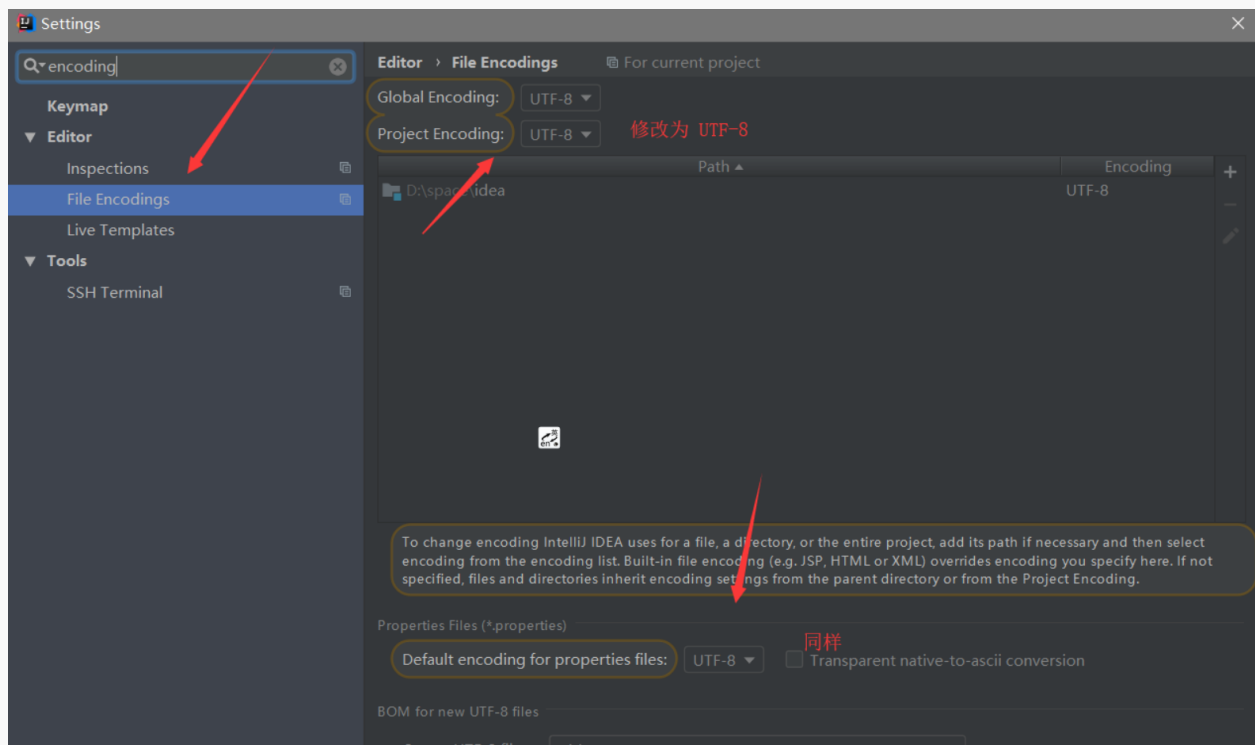 Settings
encoding
Editor › File Encodings For current project
Keymap
Editor
Inspections
File Encodings
Live Templates
Tools
SSH Terminal
Global Encoding: UTF-8
Project Encoding: UTF-8 修改为 UTF-8
Path Encoding
D:\space\idea UTF-8
To change encoding IntelliJ IDEA uses for a file, a directory, or the entire project, add its path if necessary and then select
encoding from the encoding list. Built-in file encoding (e.g. JSP, HTML or XML) overrides encoding you specify here. If not
specified, files and directories inherit encoding settings from the parent directory or from the Project Encoding.
Properties Files (*.properties)
同样
Default encoding for properties files: UTF-8 Transparent native-to-ascii conversion
BOM for new UTF-8 files